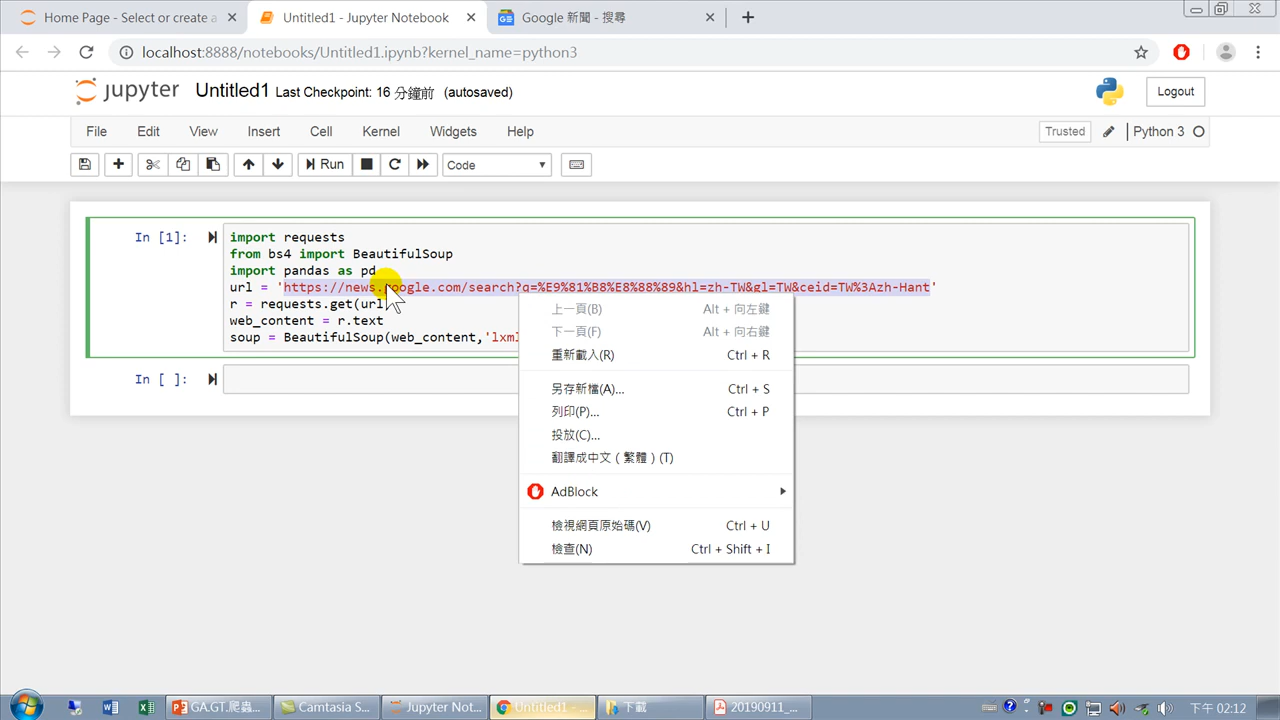 Home Page - Select or create a
Untitled1 - Jupyter Notebook
Google 新聞 - 搜尋
localhost:8888/notebooks/Untitled1.ipynb?kernel_name=python3
jupyter Untitled1 Last Checkpoint: 16 分鐘前 (autosaved)
Logout
File Edit View Insert Cell Kernel Widgets Help
Trusted
Python 3
Run
Code
In [1]:
import requests
from bs4 import BeautifulSoup
import pandas as pd
url = 'https://news.google.com/search?q=%E9%81%B8%E8%88%89&hl=zh-TW&gl=TW&ceid=TW%3Azh-Hant'
r = requests.get(url
web_content = r.text
soup = BeautifulSoup(web_content,'lxml
In [ ]:
上一頁(B) Alt + 向左鍵
下一頁(F) Alt + 向右鍵
重新載入(R) Ctrl + R
另存新檔(A)... Ctrl + S
列印(P)... Ctrl + P
投放(C)...
翻譯成中文 ( 繁體 ) (T)
AdBlock
檢視網頁原始碼(V) Ctrl + U
檢查(N) Ctrl + Shift + I
GA.GT.爬蟲...
Camtasia S...
Jupyter Not...
Untitled1 - ...
下載
20190911_...
下午 02:12